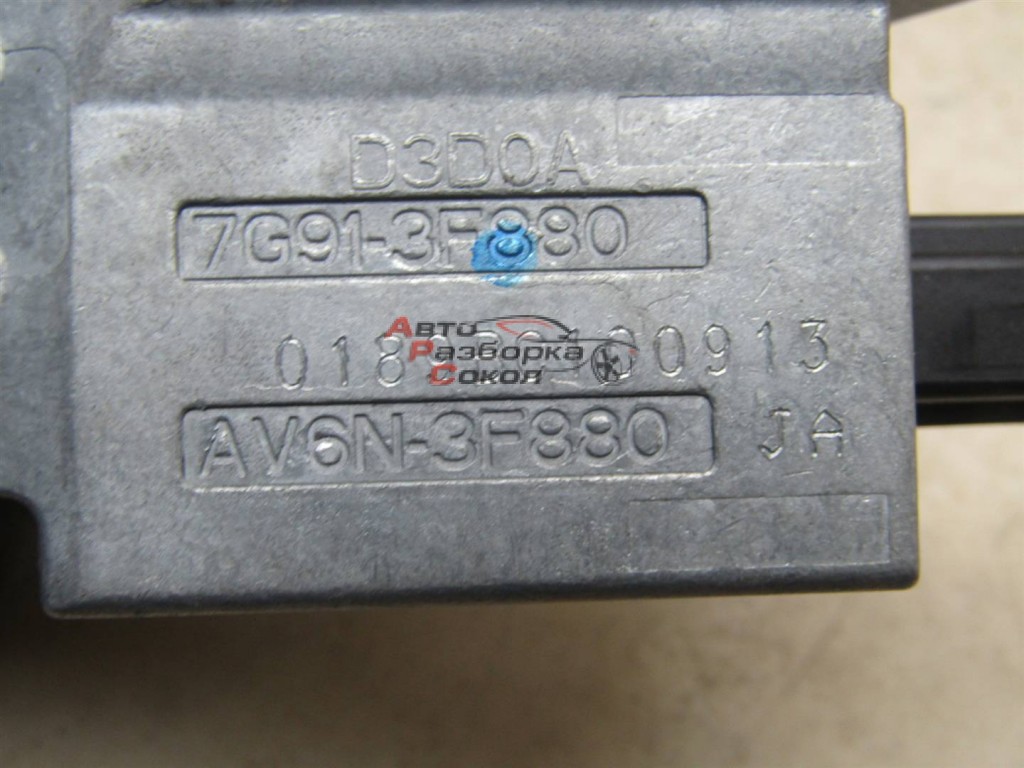 D3D0A
7G91-3F880
АВТО
РАЗБОРКА
СОКОЛ
AV6N-3F880
JA